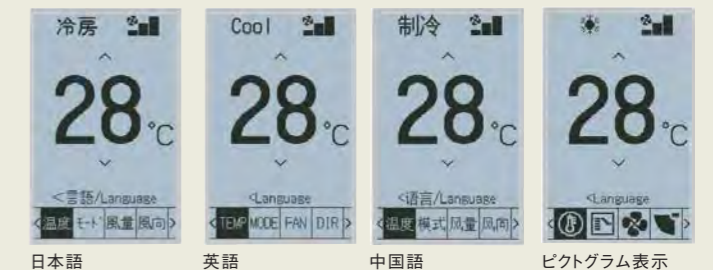 冷房
28℃
<言語/Language
<温度 モード 風量 風向>
日本語
Cool
28℃
<Language
<TEMP MODE FAN DIR>
英語
制冷
28℃
<语言/Language
<温度 模式 风量 风向>
中国語
28℃
<Language
ピクトグラム表示